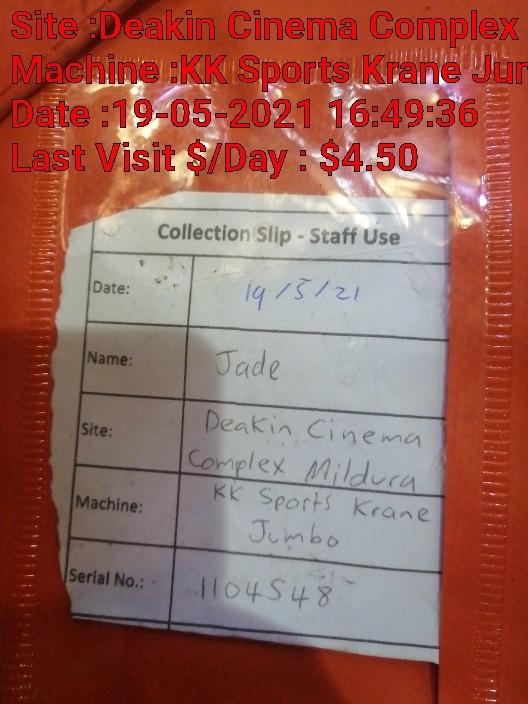 Site :Deakin Cinema Complex
Machine :KK Sports Krane Jum
Date :19-05-2021 16:49:36
Last Visit $/Day : $4.50
Collection Slip - Staff Use
Date: 19/5/21
Name: Jade
Site: Deakin Cinema
Complex Mildura
Machine: KK Sports Krane
Jumbo
Serial No.: 1104548